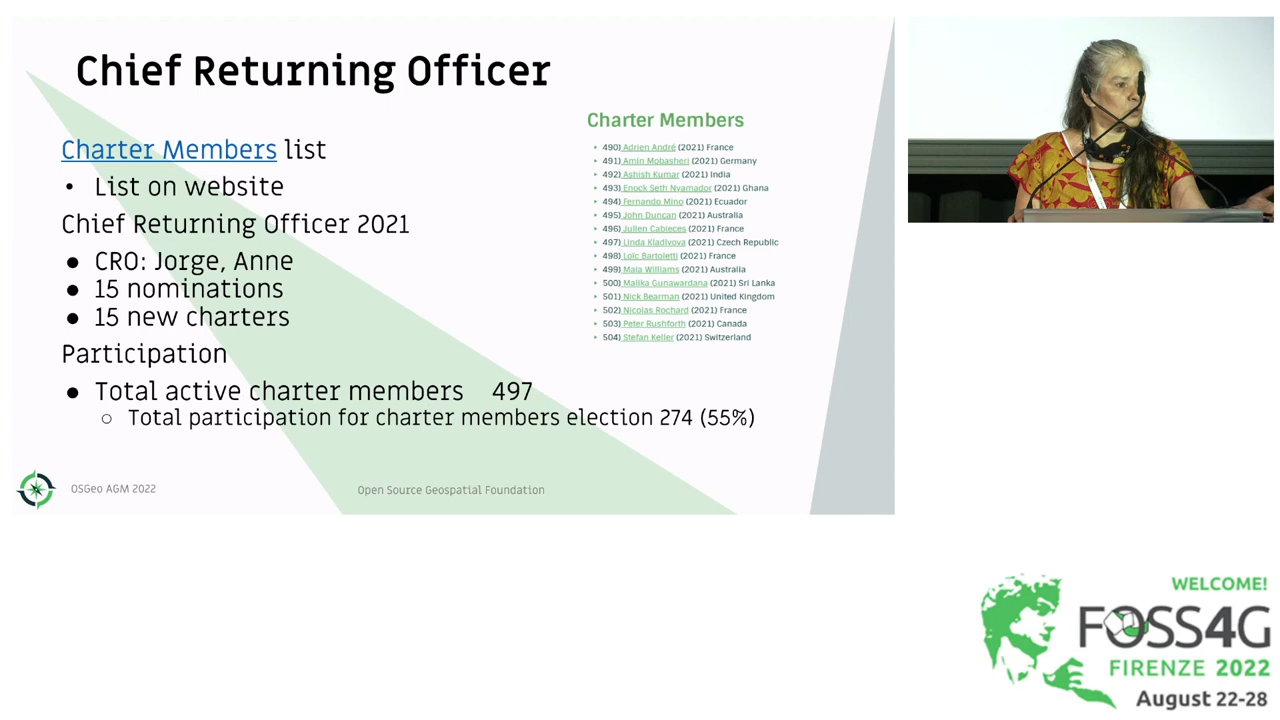 Chief Returning Officer
Charter Members list
• List on website
Chief Returning Officer 2021
● CRO: Jorge, Anne
● 15 nominations
● 15 new charters
Participation
● Total active charter members 497
○ Total participation for charter members election 274 (55%)
Charter Members
490) Adrien André (2021) France
491) Amin Mobasheri (2021) Germany
492) Ashish Kumar (2021) India
493) Enock Seth Nyamador (2021) Ghana
494) Fernando Mino (2021) Ecuador
495) John Duncan (2021) Australia
496) Julien Cabieces (2021) France
497) Linda Kladivova (2021) Czech Republic
498) Loïc Bartoletti (2021) France
499) Maia Williams (2021) Australia
500) Malika Gunawardana (2021) Sri Lanka
501) Nick Bearman (2021) United Kingdom
502) Nicolas Rochard (2021) France
503) Peter Rushforth (2021) Canada
504) Stefan Keller (2021) Switzerland
OSGeo AGM 2022
Open Source Geospatial Foundation
WELCOME!
FOSS4G
FIRENZE 2022
August 22-28